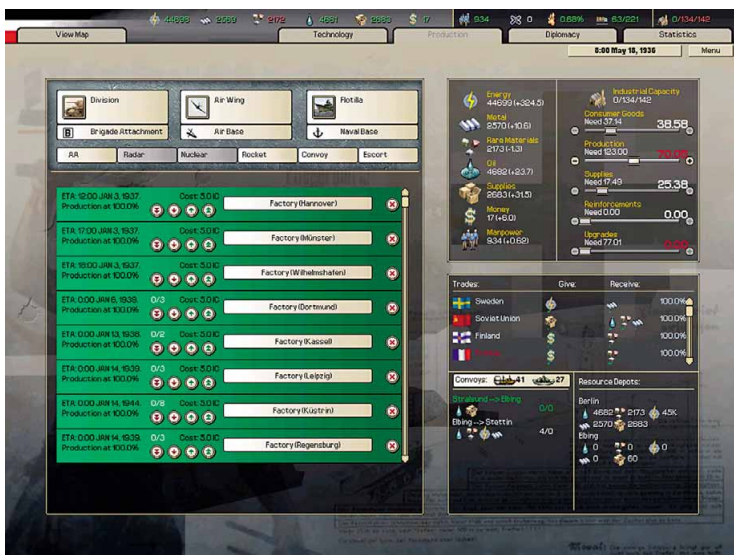 44698 2569 2172 4681 2683 $ 17 934 0 0.68% 63/221 0/134/142
View Map Technology Production Diplomacy Statistics
8:00 May 18, 1936 Menu
Division Air Wing Flotilla
B Brigade Attachment Air Base Naval Base
AA Radar Nuclear Rocket Convoy Escort
ETA: 12:00 JAN 3, 1937. Cost: 5.0 IC
Production at 100.0% Factory (Hannover)
ETA: 17:00 JAN 3, 1937. Cost: 5.0 IC
Production at 100.0% Factory (Münster)
ETA: 18:00 JAN 3, 1937. Cost: 5.0 IC
Production at 100.0% Factory (Wilhelmshafen)
ETA: 0:00 JAN 6, 1938. 0/3 Cost: 5.0 IC
Production at 100.0% Factory (Dortmund)
ETA: 0:00 JAN 13, 1938. 0/2 Cost: 5.0 IC
Production at 100.0% Factory (Kassel)
ETA: 0:00 JAN 14, 1939. 0/3 Cost: 5.0 IC
Production at 100.0% Factory (Leipzig)
ETA: 0:00 JAN 14, 1944. 0/8 Cost: 5.0 IC
Production at 100.0% Factory (Küstrin)
ETA: 0:00 JAN 14, 1939. 0/3 Cost: 5.0 IC
Production at 100.0% Factory (Regensburg)
Energy
44699 (+324.5)
Metal
2570 (+10.6)
Rare Materials
2173 (-1.3)
Oil
4682 (+23.7)
Supplies
2683 (+31.5)
Money
17 (+6.0)
Manpower
934 (+0.62)
Industrial Capacity
0/134/142
Consumer Goods
Need 37.14 38.58
Production
Need 123.00
Supplies
Need 17.49 25.38
Reinforcements
Need 0.00 0.00
Upgrades
Need 77.01 0.00
Trades: Give: Receive:
Sweden 100.0%
Soviet Union 100.0%
Finland $ 100.0%
$ 100.0%
Convoys: 41 27
Stralsund --> Elbing
0/0
Elbing --> Stettin
4/0
Resource Depots:
Berlin
4682 2173 45K
2570 2683
Elbing
0 0 0
0 60